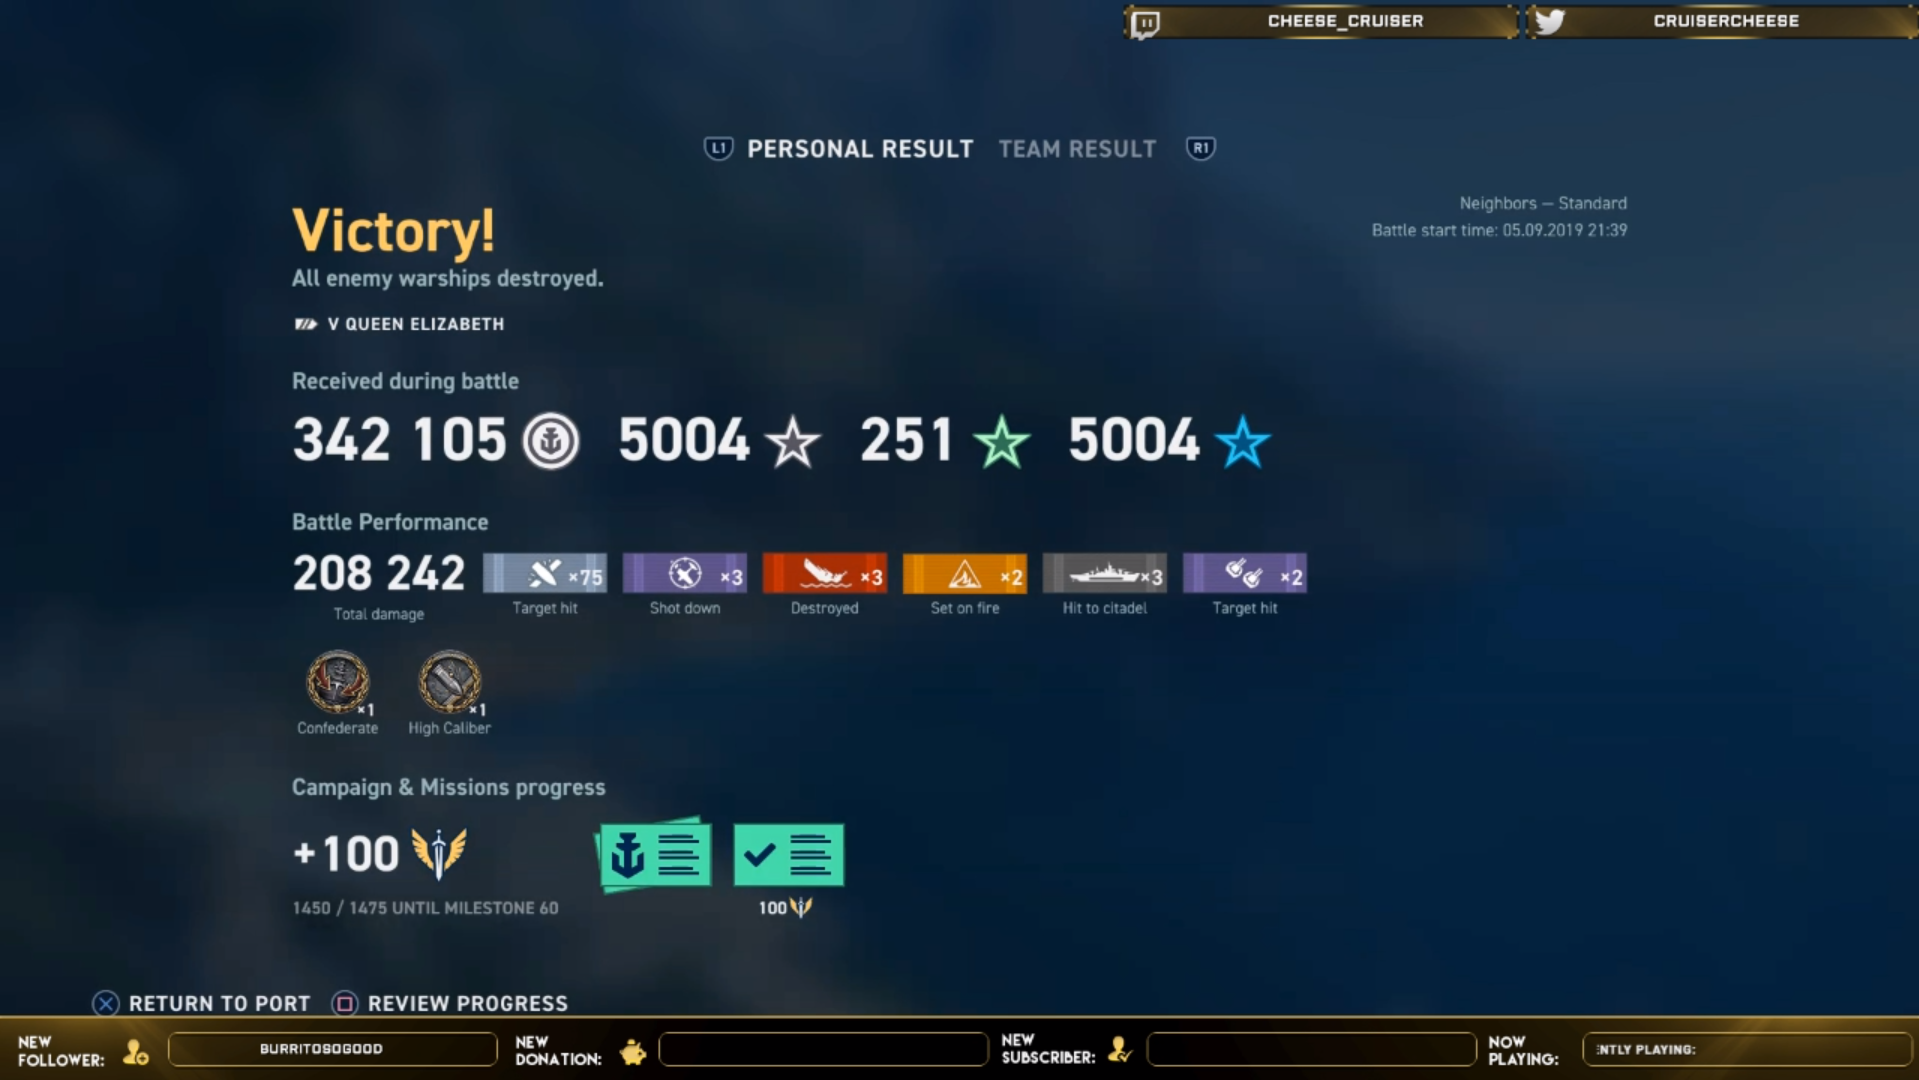 CHEESE_CRUISER
CRUISERCHEESE
L1 PERSONAL RESULT TEAM RESULT R1
Victory!
All enemy warships destroyed.
V QUEEN ELIZABETH
Neighbors — Standard
Battle start time: 05.09.2019 21:39
Received during battle
342 105 5004 251 5004
Battle Performance
208 242 ×75 ×3 ×3 ×2 ×3 ×2
Total damage Target hit Shot down Destroyed Set on fire Hit to citadel Target hit
×1 ×1
Confederate High Caliber
Campaign & Missions progress
+100
1450 / 1475 UNTIL MILESTONE 60
100
RETURN TO PORT REVIEW PROGRESS
NEW FOLLOWER: BURRITOSOGOOD
NEW DONATION:
NEW SUBSCRIBER:
NOW PLAYING: NTLY PLAYING: